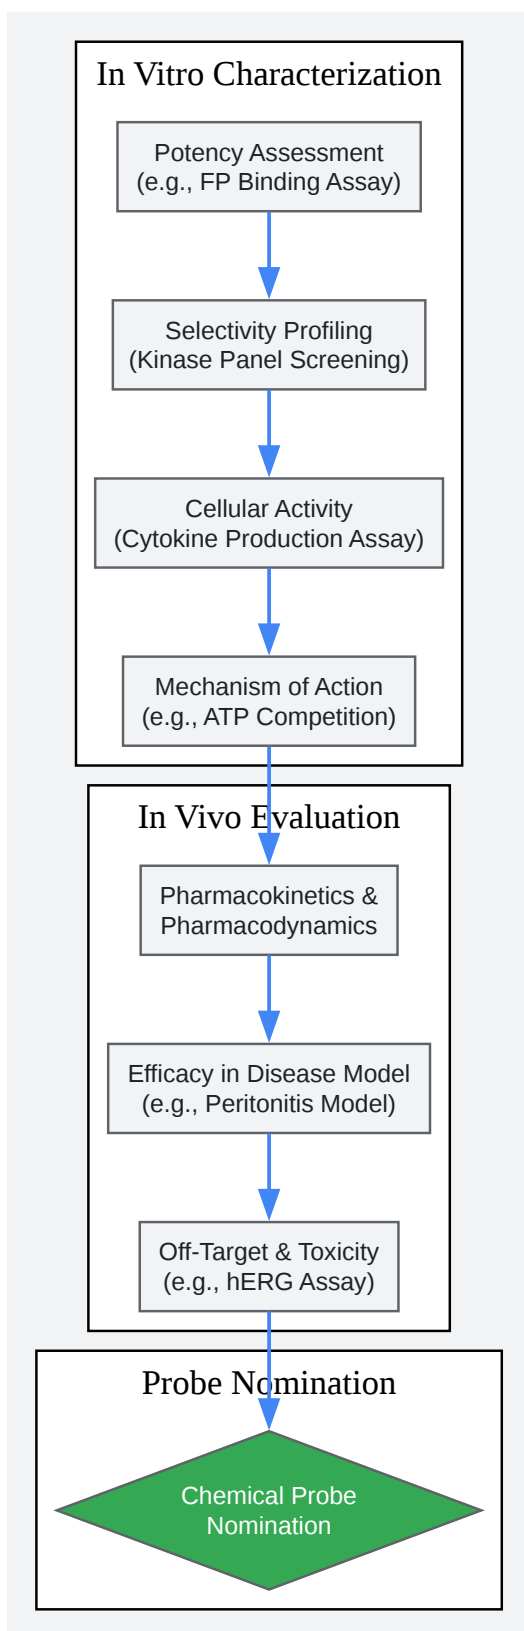 In Vitro Characterization
Potency Assessment
(e.g., FP Binding Assay)
Selectivity Profiling
(Kinase Panel Screening)
Cellular Activity
(Cytokine Production Assay)
Mechanism of Action
(e.g., ATP Competition)
In Vivo Evaluation
Pharmacokinetics &
Pharmacodynamics
Efficacy in Disease Model
(e.g., Peritonitis Model)
Off-Target & Toxicity
(e.g., hERG Assay)
Probe Nomination
Chemical Probe
Nomination